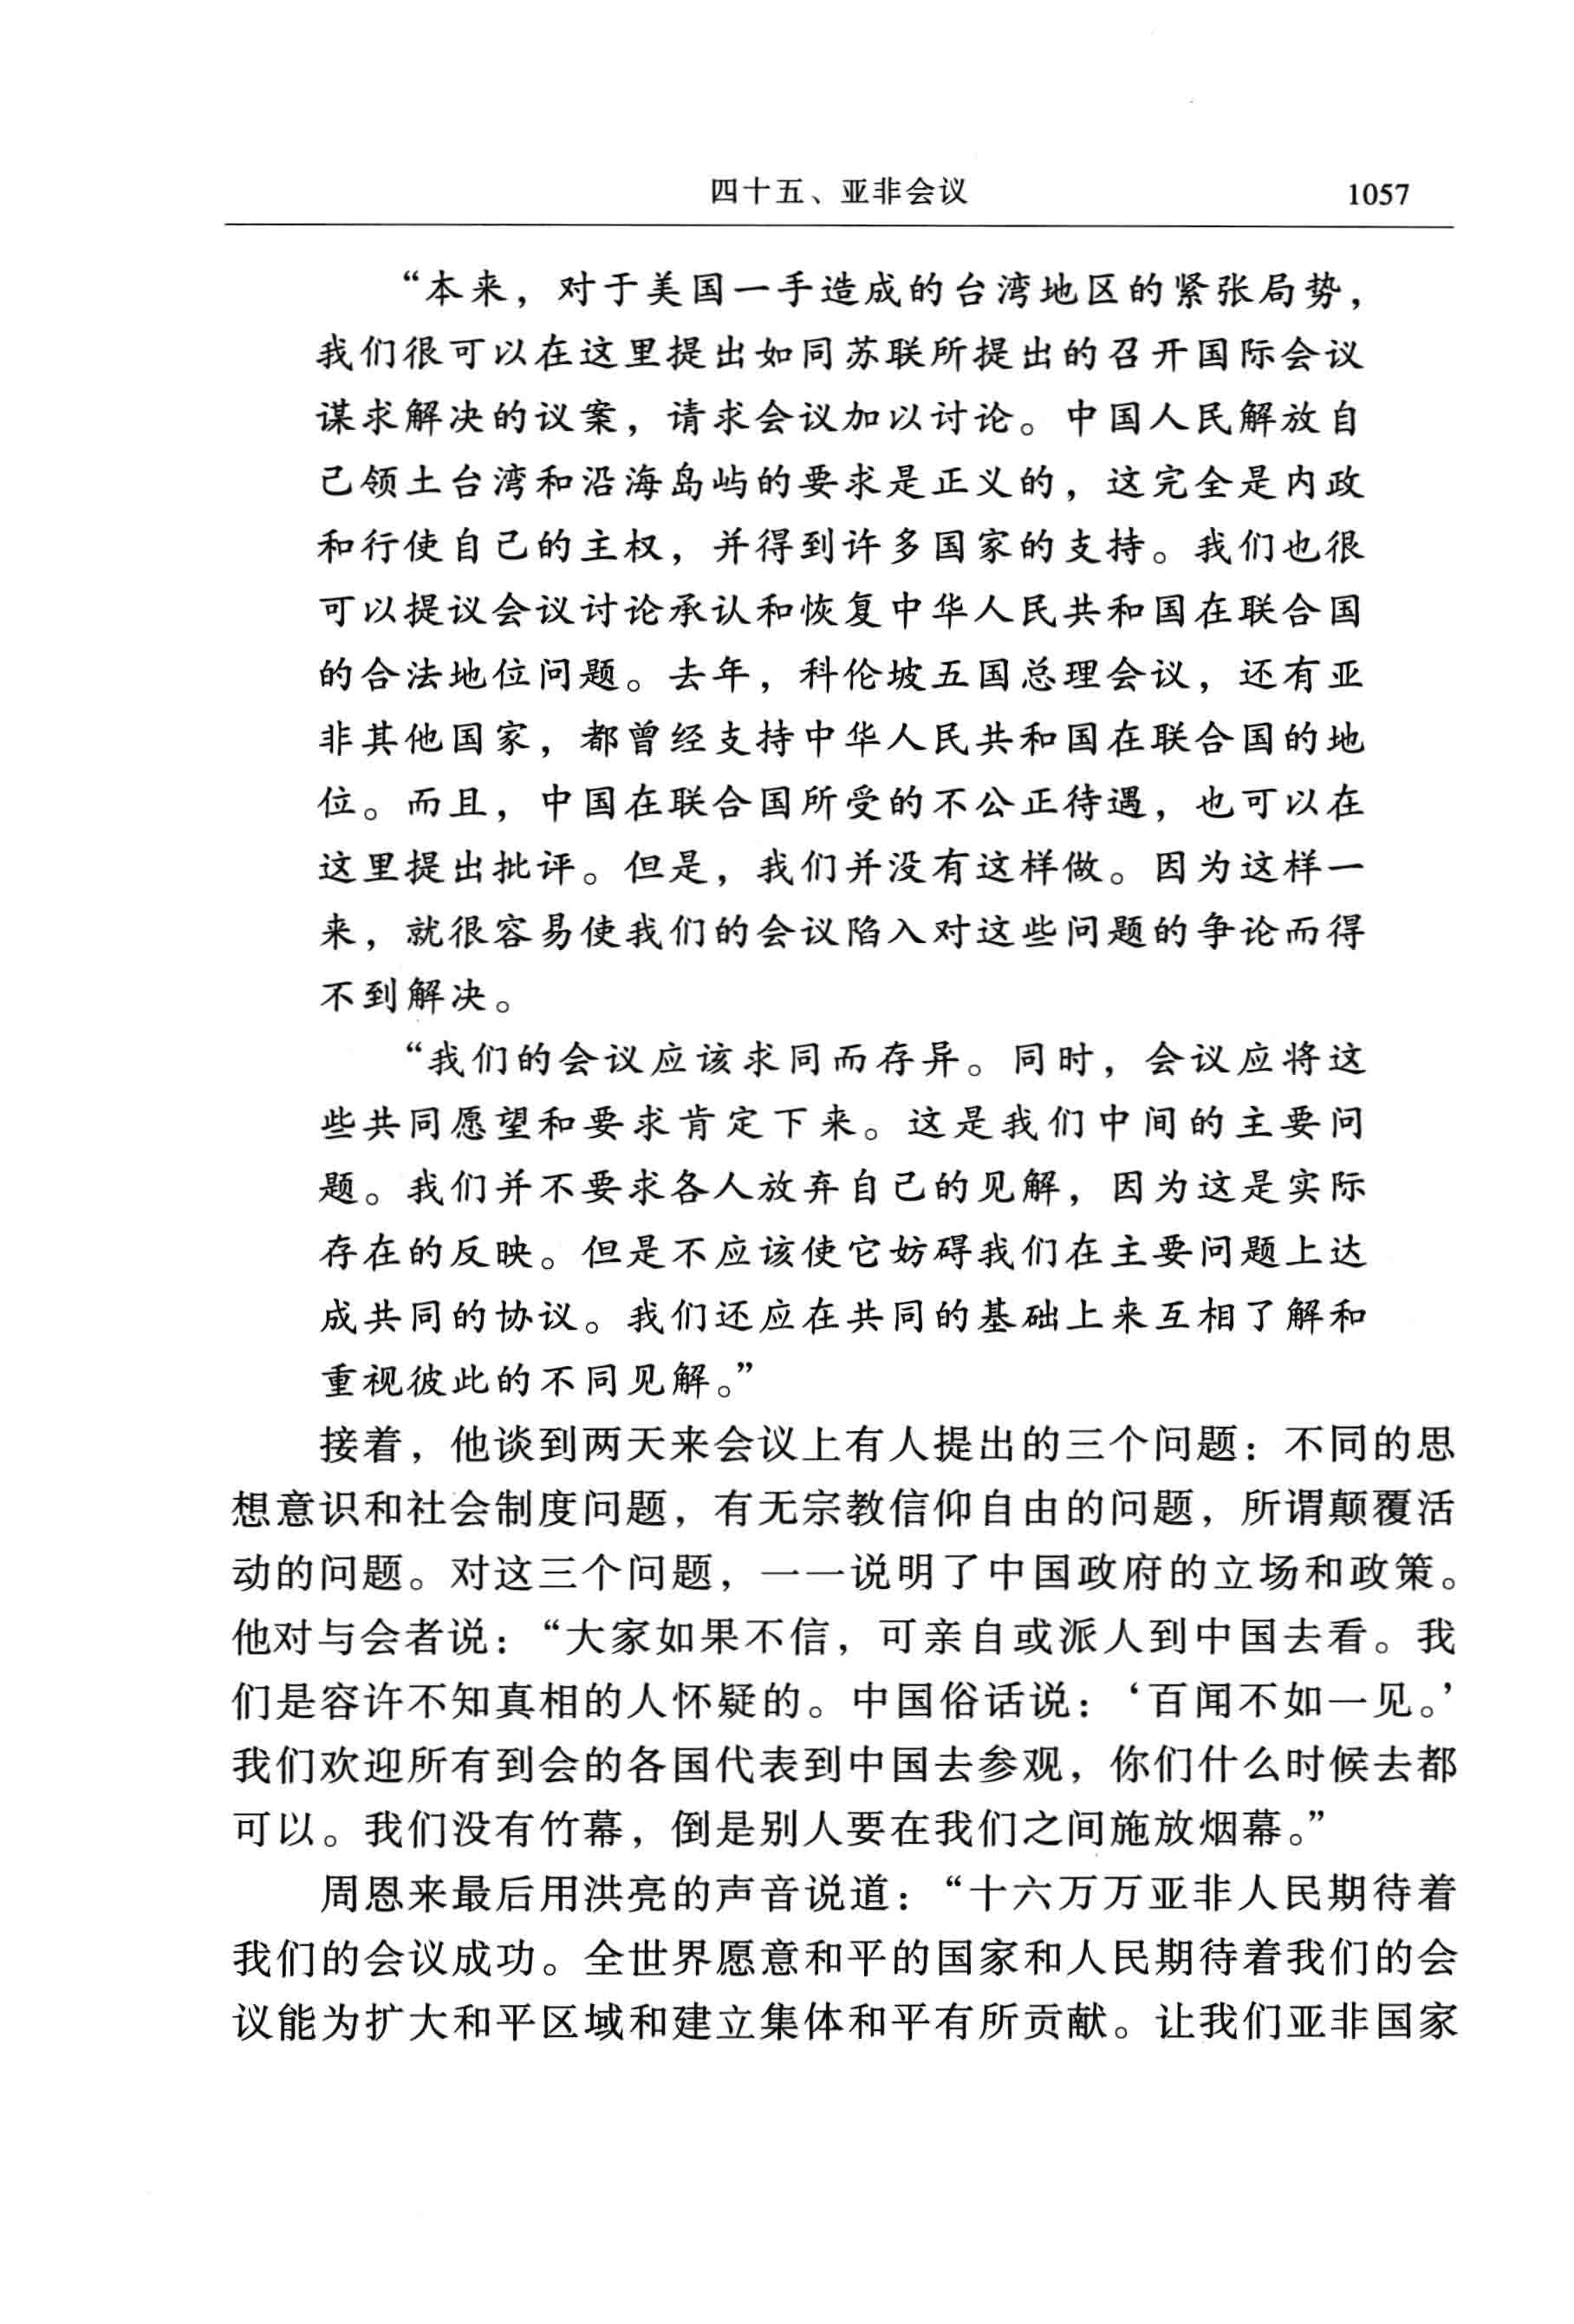 四十五、亚非会议 1057
“本来，对于美国一手造成的台湾地区的紧张局势，
我们很可以在这里提出如同苏联所提出的召开国际会议
谋求解决的议案，请求会议加以讨论。中国人民解放自
己领土台湾和沿海岛屿的要求是正义的，这完全是内政
和行使自己的主权，并得到许多国家的支持。我们也很
可以提议会议讨论承认和恢复中华人民共和国在联合国
的合法地位问题。去年，科伦坡五国总理会议，还有亚
非其他国家，都曾经支持中华人民共和国在联合国的地
位。而且，中国在联合国所受的不公正待遇，也可以在
这里提出批评。但是，我们并没有这样做。因为这样一
来，就很容易使我们的会议陷入对这些问题的争论而得
不到解决。
“我们的会议应该求同而存异。同时，会议应将这
些共同愿望和要求肯定下来。这是我们中间的主要问
题。我们并不要求各人放弃自己的见解，因为这是实际
存在的反映。但是不应该使它妨碍我们在主要问题上达
成共同的协议。我们还应在共同的基础上来互相了解和
重视彼此的不同见解。”
接着，他谈到两天来会议上有人提出的三个问题：不同的思
想意识和社会制度问题，有无宗教信仰自由的问题，所谓颠覆活
动的问题。对这三个问题，一一说明了中国政府的立场和政策。
他对与会者说：“大家如果不信，可亲自或派人到中国去看。我
们是容许不知真相的人怀疑的。中国俗话说：‘百闻不如一见。’
我们欢迎所有到会的各国代表到中国去参观，你们什么时候去都
可以。我们没有竹幕，倒是别人要在我们之间施放烟幕。”
周恩来最后用洪亮的声音说道：“十六万万亚非人民期待着
我们的会议成功。全世界愿意和平的国家和人民期待着我们的会
议能为扩大和平区域和建立集体和平有所贡献。让我们亚非国家